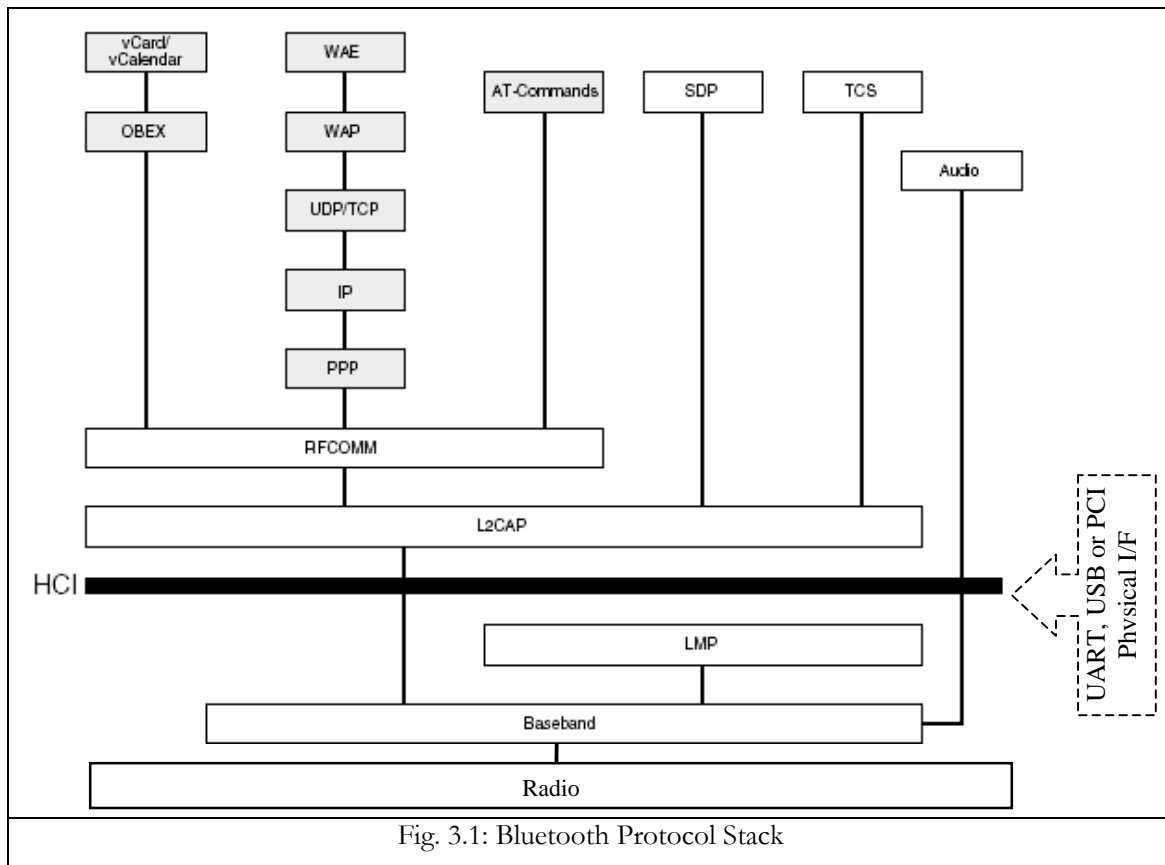 vCard/
vCalendar
WAE
AT-Commands
SDP
TCS
OBEX
WAP
Audio
UDP/TCP
IP
PPP
RFCOMM
L2CAP
HCI
UART, USB or PCI
Physical I/F
LMP
Baseband
Radio
Fig. 3.1: Bluetooth Protocol Stack